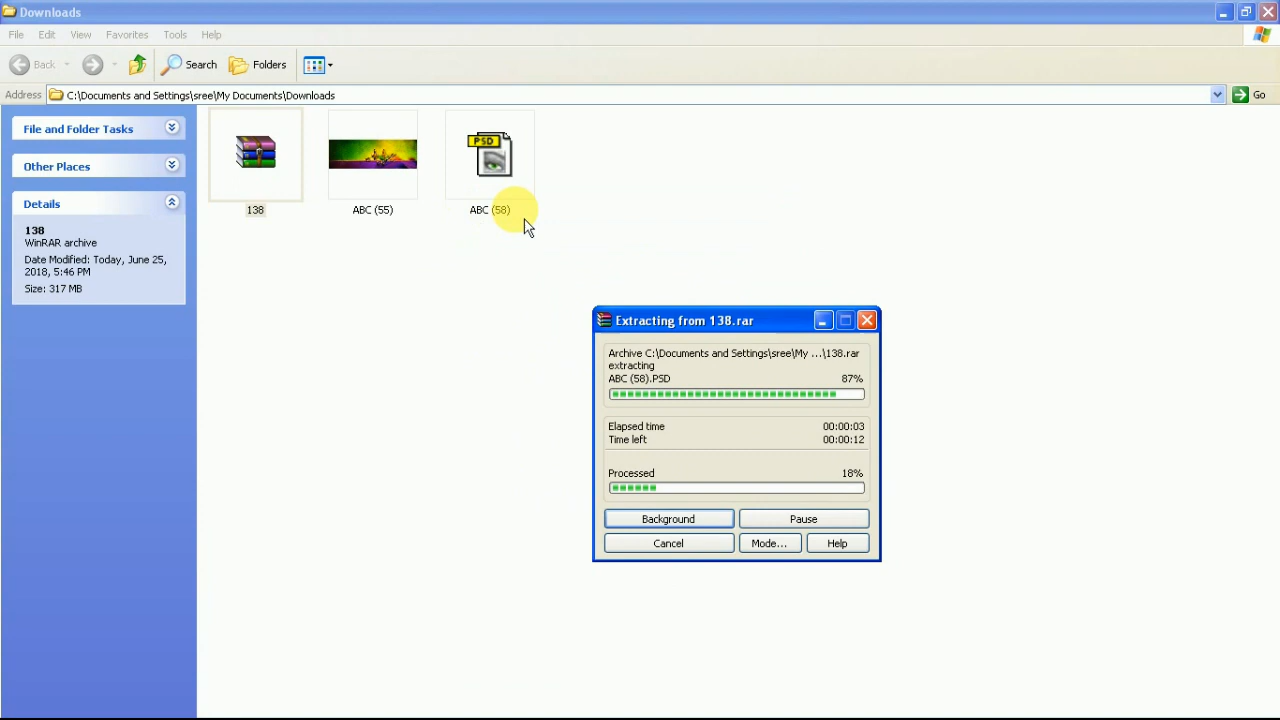 Downloads
File Edit View Favorites Tools Help
Back Search Folders
Address C:\Documents and Settings\sree\My Documents\Downloads Go
File and Folder Tasks
Other Places
Details
138
WinRAR archive
Date Modified: Today, June 25,
2018, 5:46 PM
Size: 317 MB
PSD
138 ABC (55) ABC (58)
Extracting from 138.rar
Archive C:\Documents and Settings\sree\My ...\138.rar
extracting
ABC (58).PSD 87%
Elapsed time 00:00:03
Time left 00:00:12
Processed 18%
Background Pause
Cancel Mode... Help